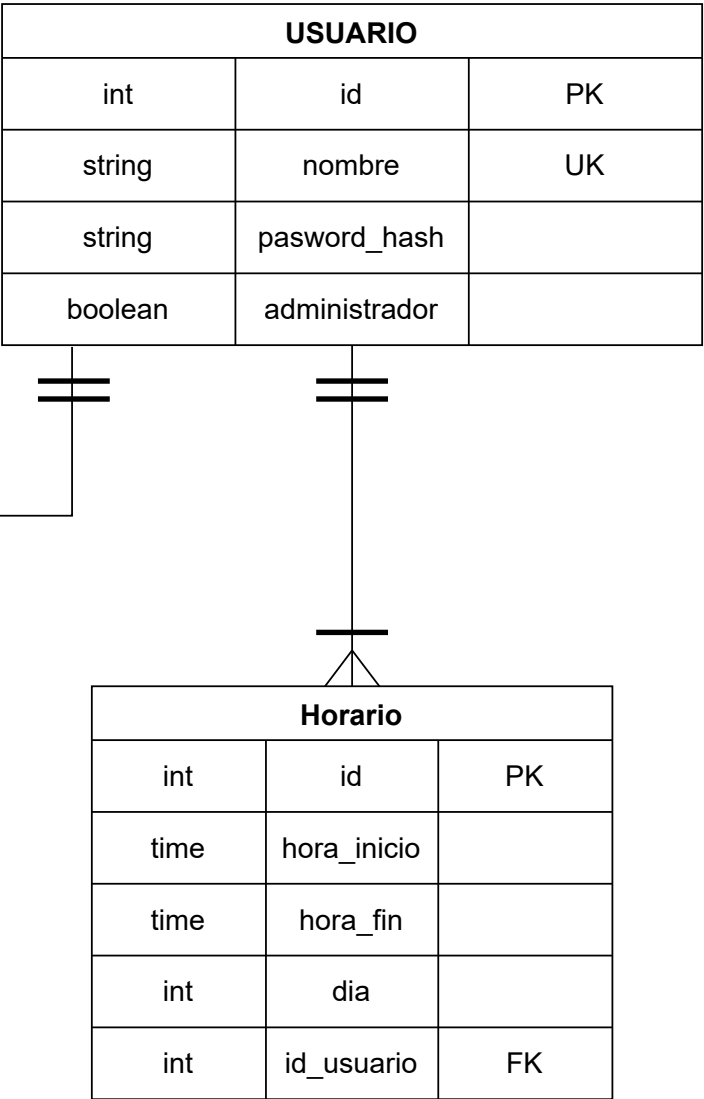 USUARIO
int id PK
string nombre UK
string pasword_hash
boolean administrador
Horario
int id PK
time hora_inicio
time hora_fin
int dia
int id_usuario FK